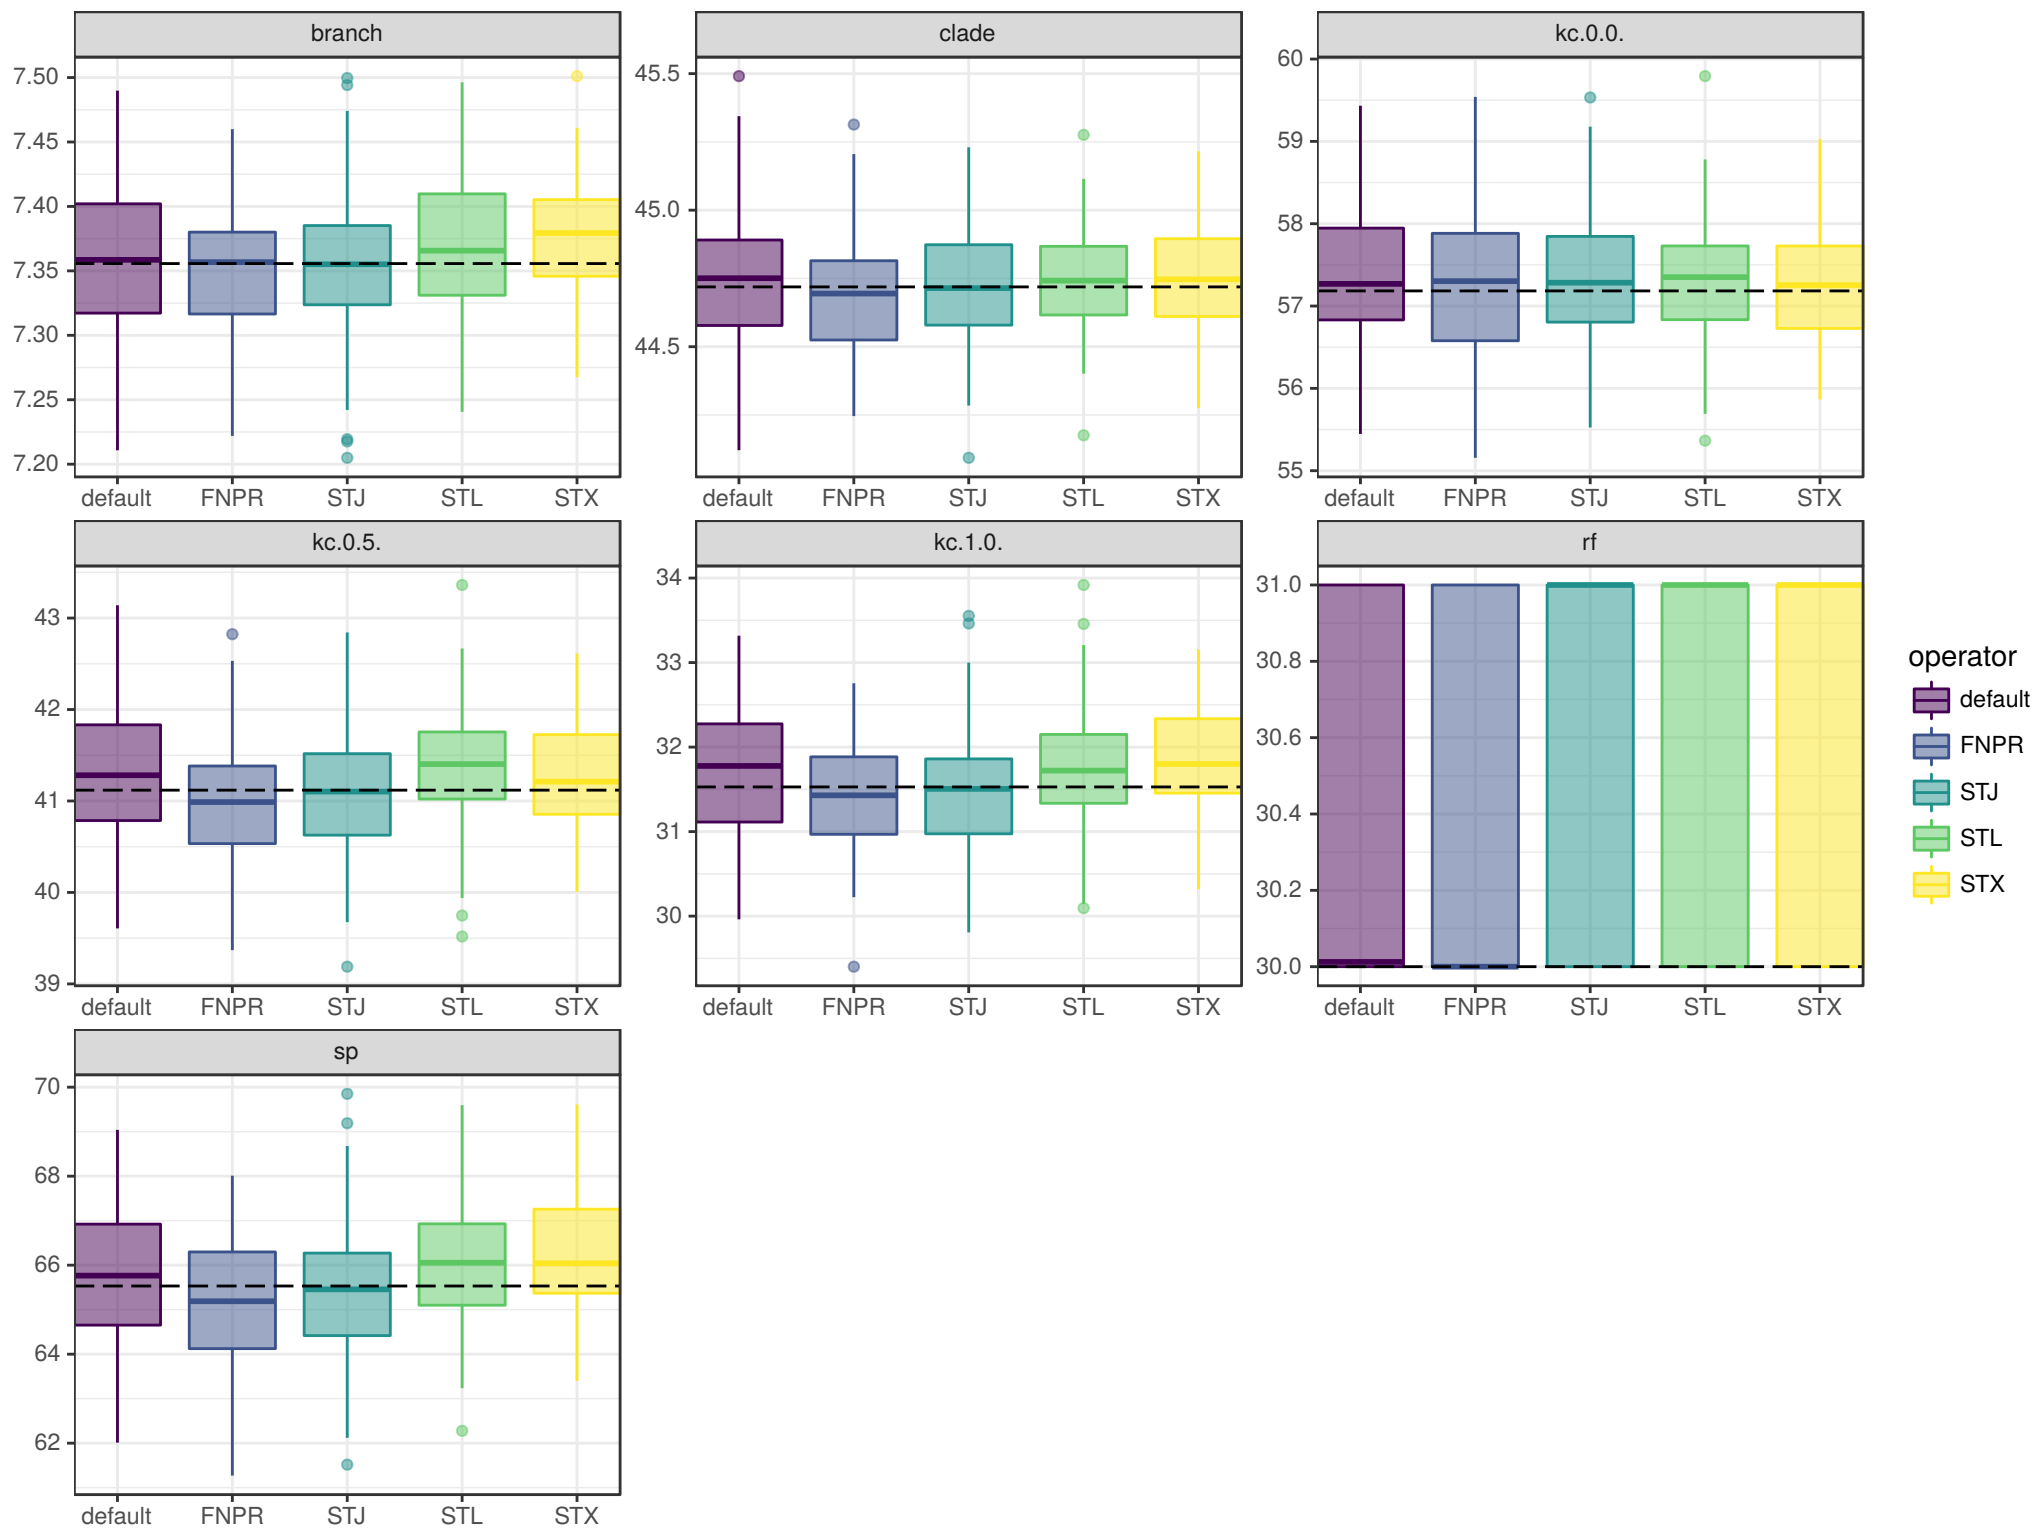 branch
7.50
7.45
7.40
7.35
7.30
7.25
7.20
default FNPR STJ STL STX
clade
45.5
45.0
44.5
default FNPR STJ STL STX
kc.0.0.
60
59
58
57
56
55
default FNPR STJ STL STX
kc.0.5.
43
42
41
40
39
default FNPR STJ STL STX
kc.1.0.
34
33
32
31
30
default FNPR STJ STL STX
rf
31.0
30.8
30.6
30.4
30.2
30.0
default FNPR STJ STL STX
sp
70
68
66
64
62
default FNPR STJ STL STX
operator
default
FNPR
STJ
STL
STX